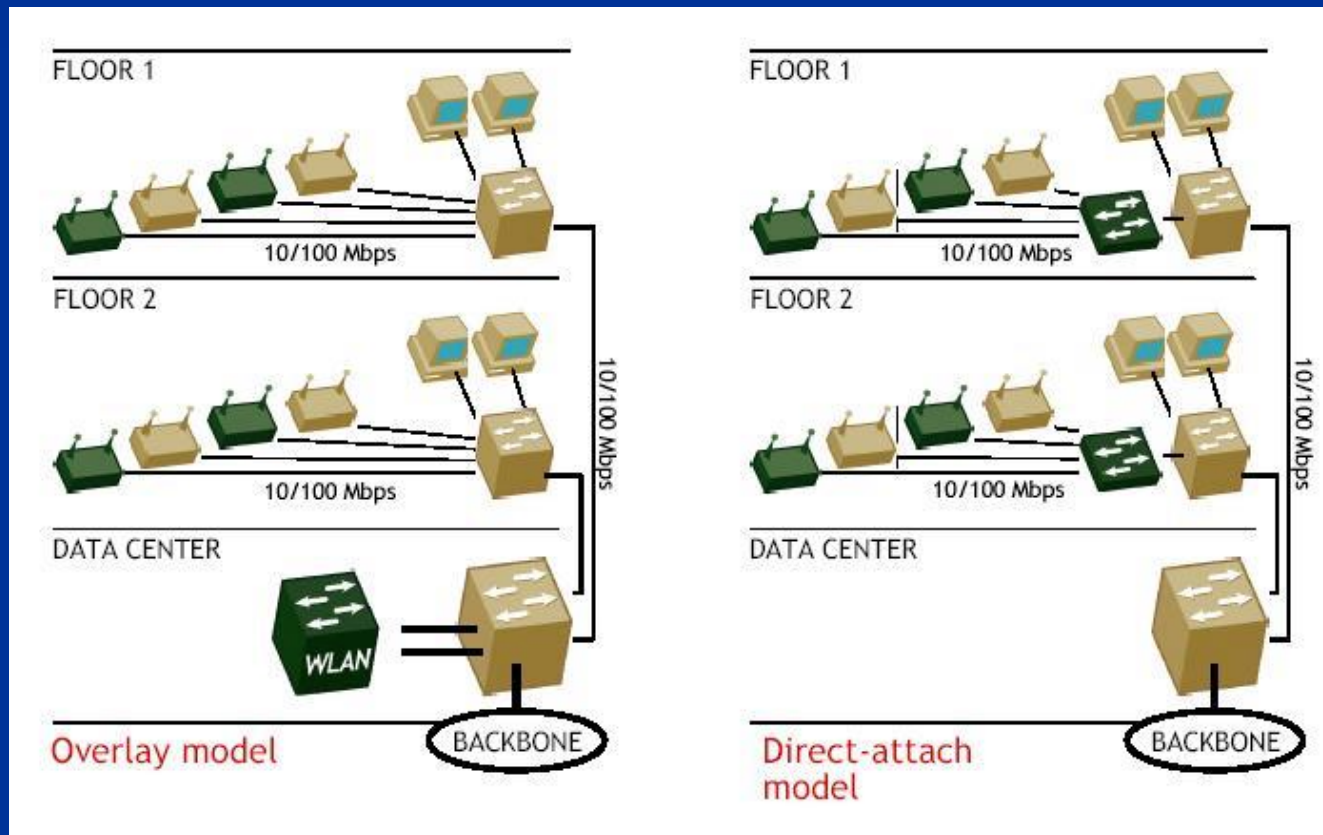 FLOOR 1
10/100 Mbps
FLOOR 2
10/100 Mbps
10/100 Mbps
DATA CENTER
WLAN
BACKBONE
Overlay model
FLOOR 1
10/100 Mbps
FLOOR 2
10/100 Mbps
10/100 Mbps
DATA CENTER
BACKBONE
Direct-attach
model